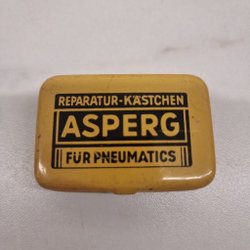 REPARATUR-KÄSTCHEN
ASPERG
FÜR PNEUMATICS